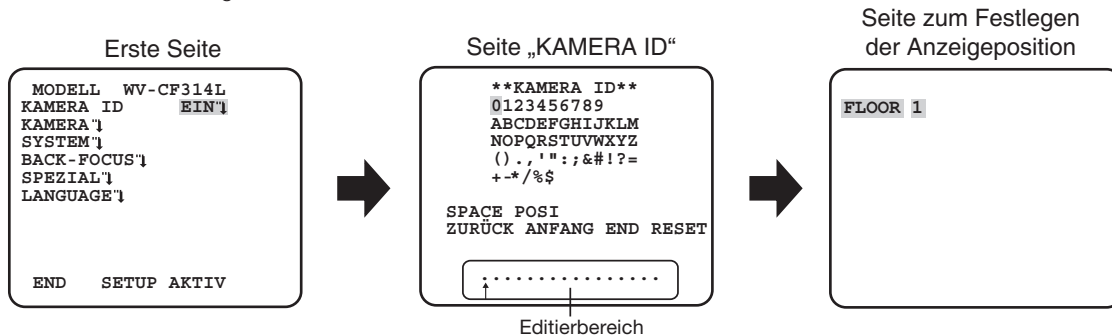 Erste Seite
MODELL WV-CF314L
KAMERA ID EIN
KAMERA
SYSTEM
BACK-FOCUS
SPEZIAL
LANGUAGE
END SETUP AKTIV
Seite „KAMERA ID“
**KAMERA ID**
0123456789
ABCDEFGHIJKLM
NOPQRSTUVWXYZ
().,'":;&#!?=
+-*/%$
SPACE POSI
ZURÜCK ANFANG END RESET
................
Editierbereich
Seite zum Festlegen
der Anzeigeposition
FLOOR 1